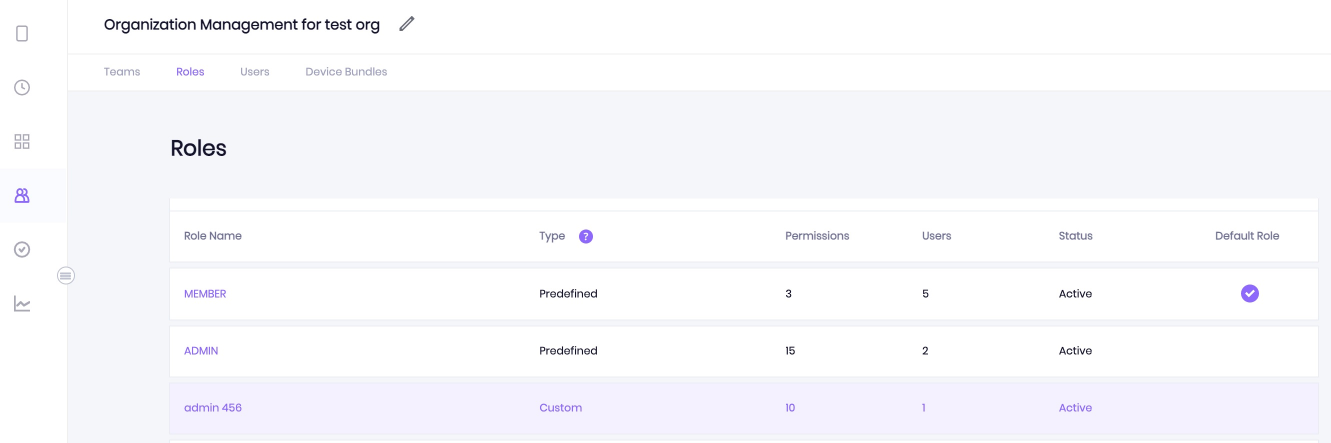 Organization Management for test org
Teams Roles Users Device Bundles
Roles
Role Name Type ? Permissions Users Status Default Role
MEMBER Predefined 3 5 Active
ADMIN Predefined 15 2 Active
admin 456 Custom 10 1 Active